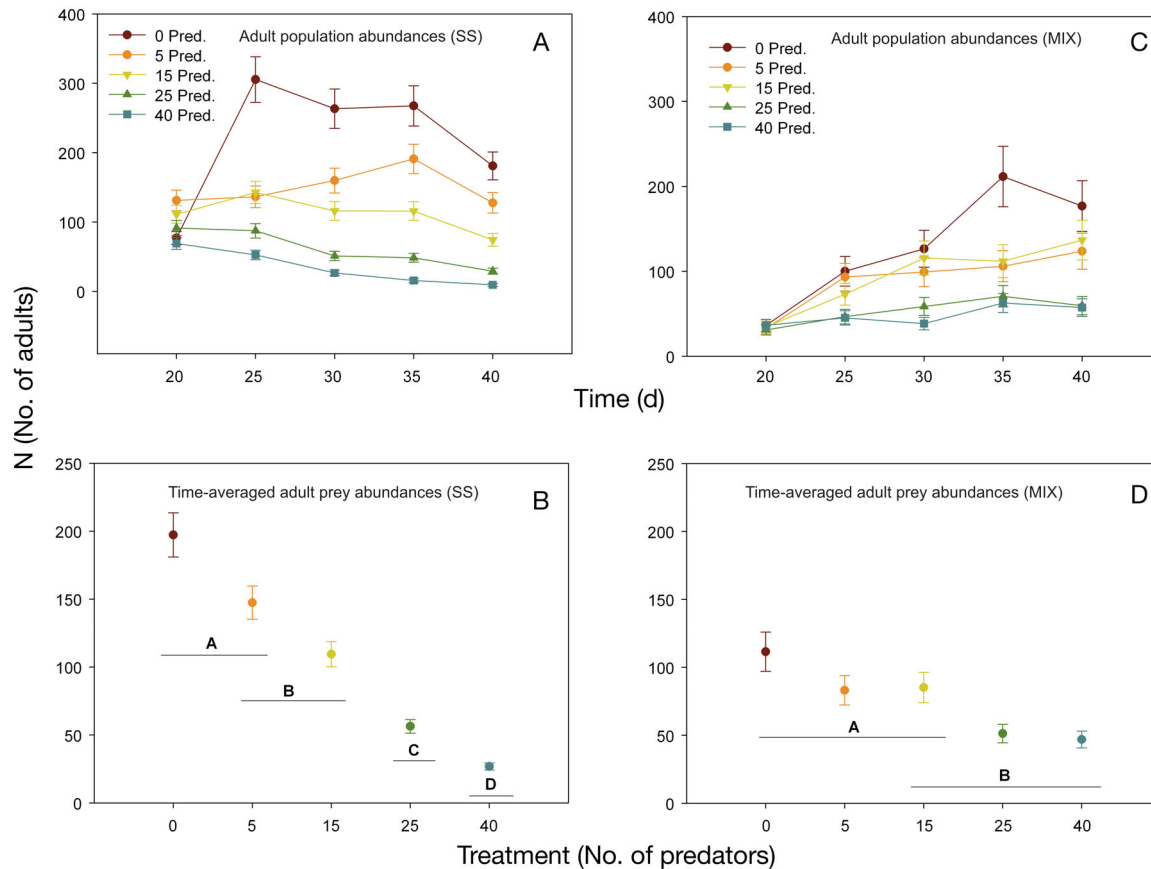 N (No. of adults)
Adult population abundances (SS)
A
0 Pred.
5 Pred.
15 Pred.
25 Pred.
40 Pred.
400
300
200
100
0
20 25 30 35 40
Adult population abundances (MIX)
C
0 Pred.
5 Pred.
15 Pred.
25 Pred.
40 Pred.
400
300
200
100
0
20 25 30 35 40
Time (d)
Time-averaged adult prey abundances (SS)
B
250
200
150
100
50
0
A
B
C
D
0 5 15 25 40
Time-averaged adult prey abundances (MIX)
D
250
200
150
100
50
0
A
B
0 5 15 25 40
Treatment (No. of predators)